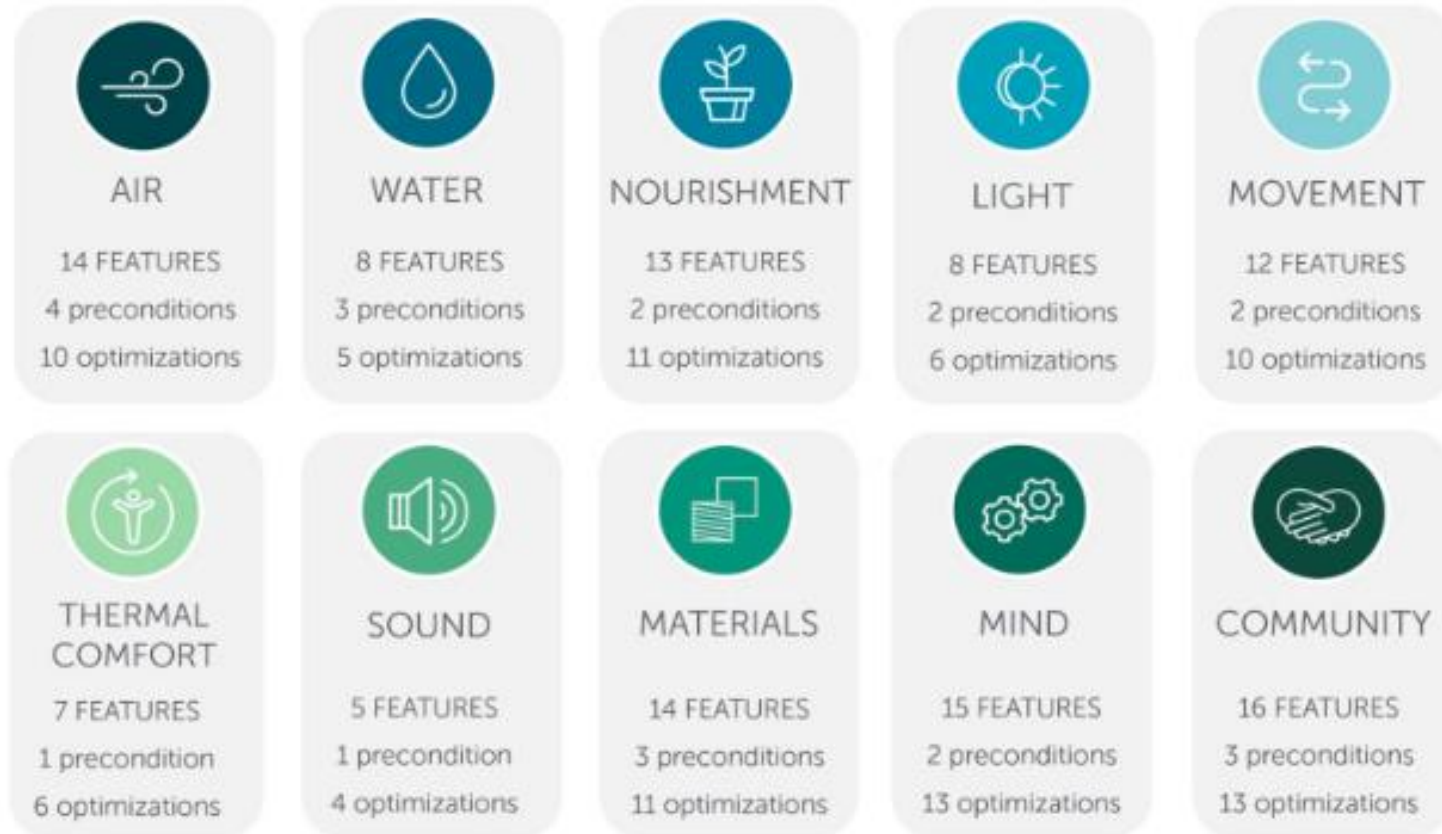 AIR
14 FEATURES
4 preconditions
10 optimizations
WATER
8 FEATURES
3 preconditions
5 optimizations
NOURISHMENT
13 FEATURES
2 preconditions
11 optimizations
LIGHT
8 FEATURES
2 preconditions
6 optimizations
MOVEMENT
12 FEATURES
2 preconditions
10 optimizations
THERMAL
COMFORT
7 FEATURES
1 precondition
6 optimizations
SOUND
5 FEATURES
1 precondition
4 optimizations
MATERIALS
14 FEATURES
3 preconditions
11 optimizations
MIND
15 FEATURES
2 preconditions
13 optimizations
COMMUNITY
16 FEATURES
3 preconditions
13 optimizations